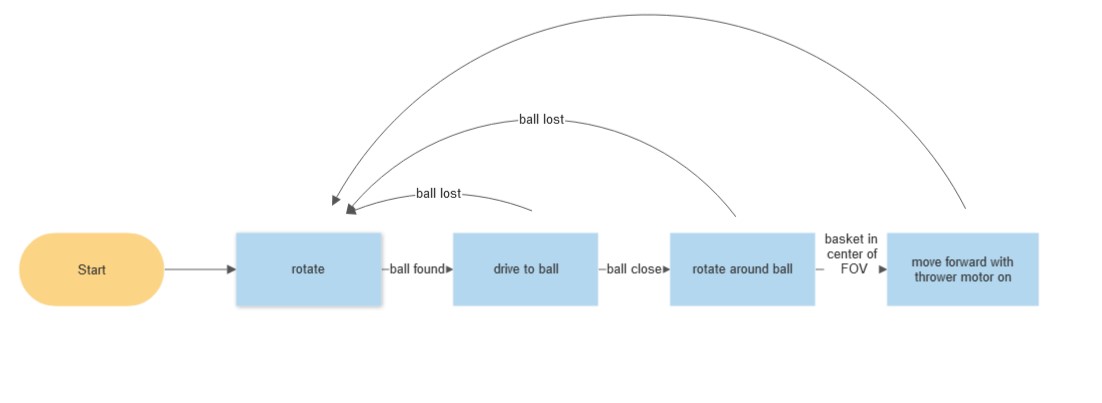 ball lost
ball lost
Start
rotate
ball found
drive to ball
ball close
rotate around ball
basket in
center of
FOV
move forward with
thrower motor on